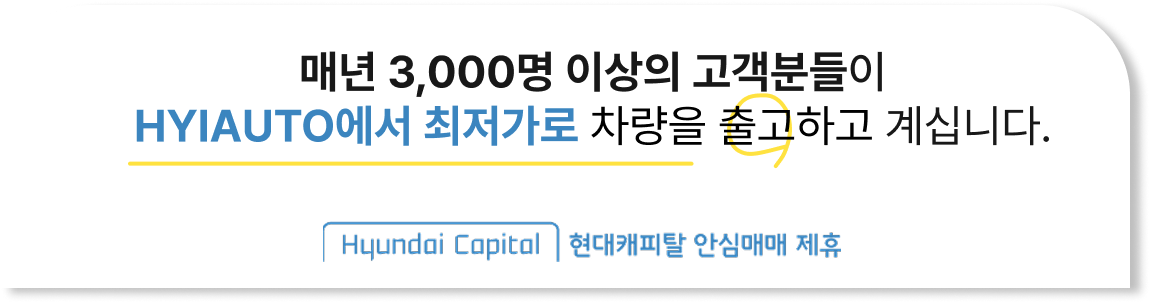 매년 3,000명 이상의 고객분들이
HYIAUTO에서 최저가로 차량을 출고하고 계십니다.
Hyundai Capital 현대캐피탈 안심매매 제휴